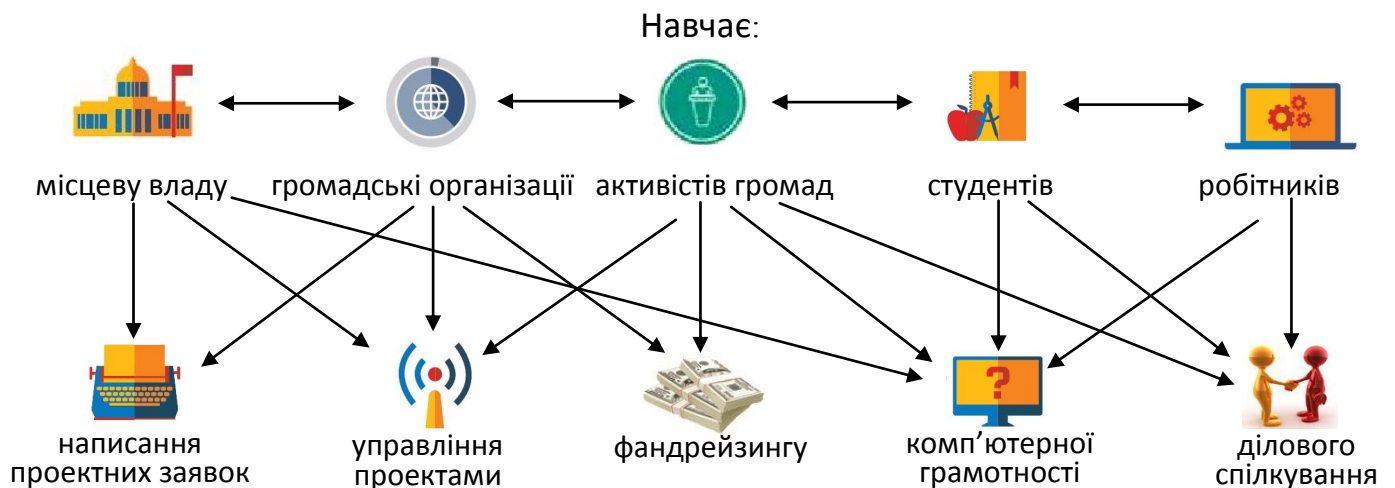 Навчає:
місцеву владу
громадські організації
активістів громад
студентів
робітників
?
написання
проектних заявок
управління
проектами
фандрейзингу
комп’ютерної
грамотності
ділового
спілкування